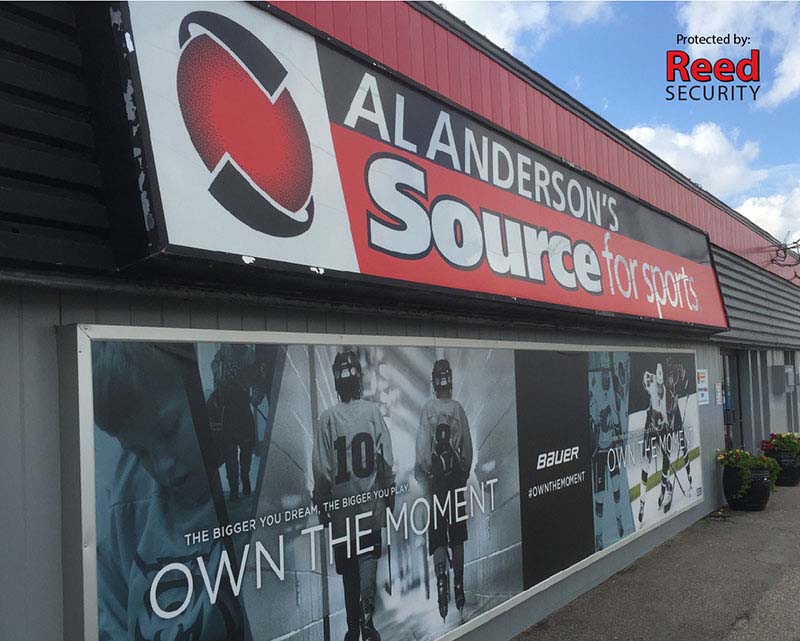 Protected by:
Reed
SECURITY
AL ANDERSON'S
Source for sports
10
8
THE BIGGER YOU DREAM, THE BIGGER YOU PLAY.
OWN THE MOMENT
BAUER
#OWNTHEMOMENT
OWN THE MOMENT